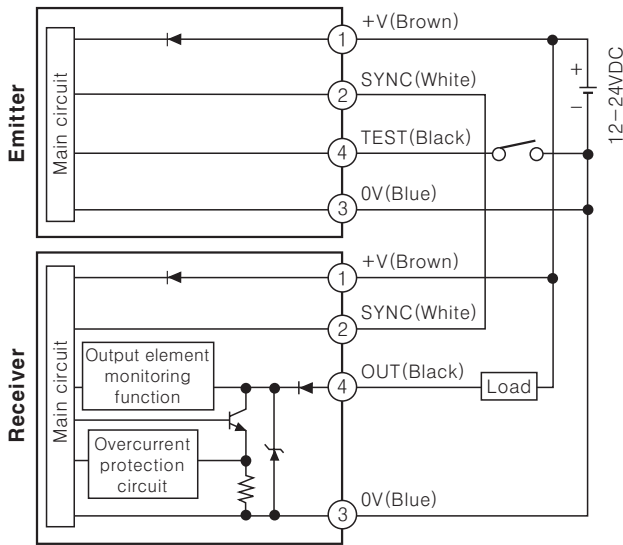 Emitter
Main circuit
1
+V(Brown)
2
SYNC(White)
4
TEST(Black)
3
0V(Blue)
+
−
12−24VDC
Receiver
Main circuit
1
+V(Brown)
2
SYNC(White)
Output element
monitoring
function
4
OUT(Black)
Load
Overcurrent
protection
circuit
3
0V(Blue)